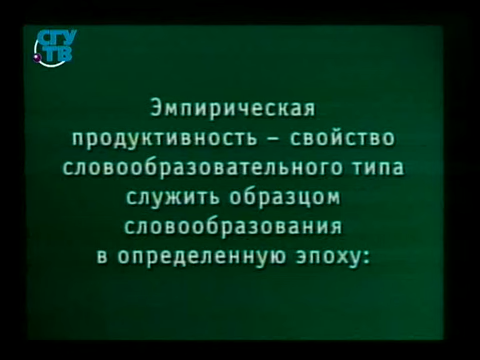 СГУ
ТВ
Эмпирическая
продуктивность – свойство
словообразовательного типа
служить образцом
словообразования
в определенную эпоху: